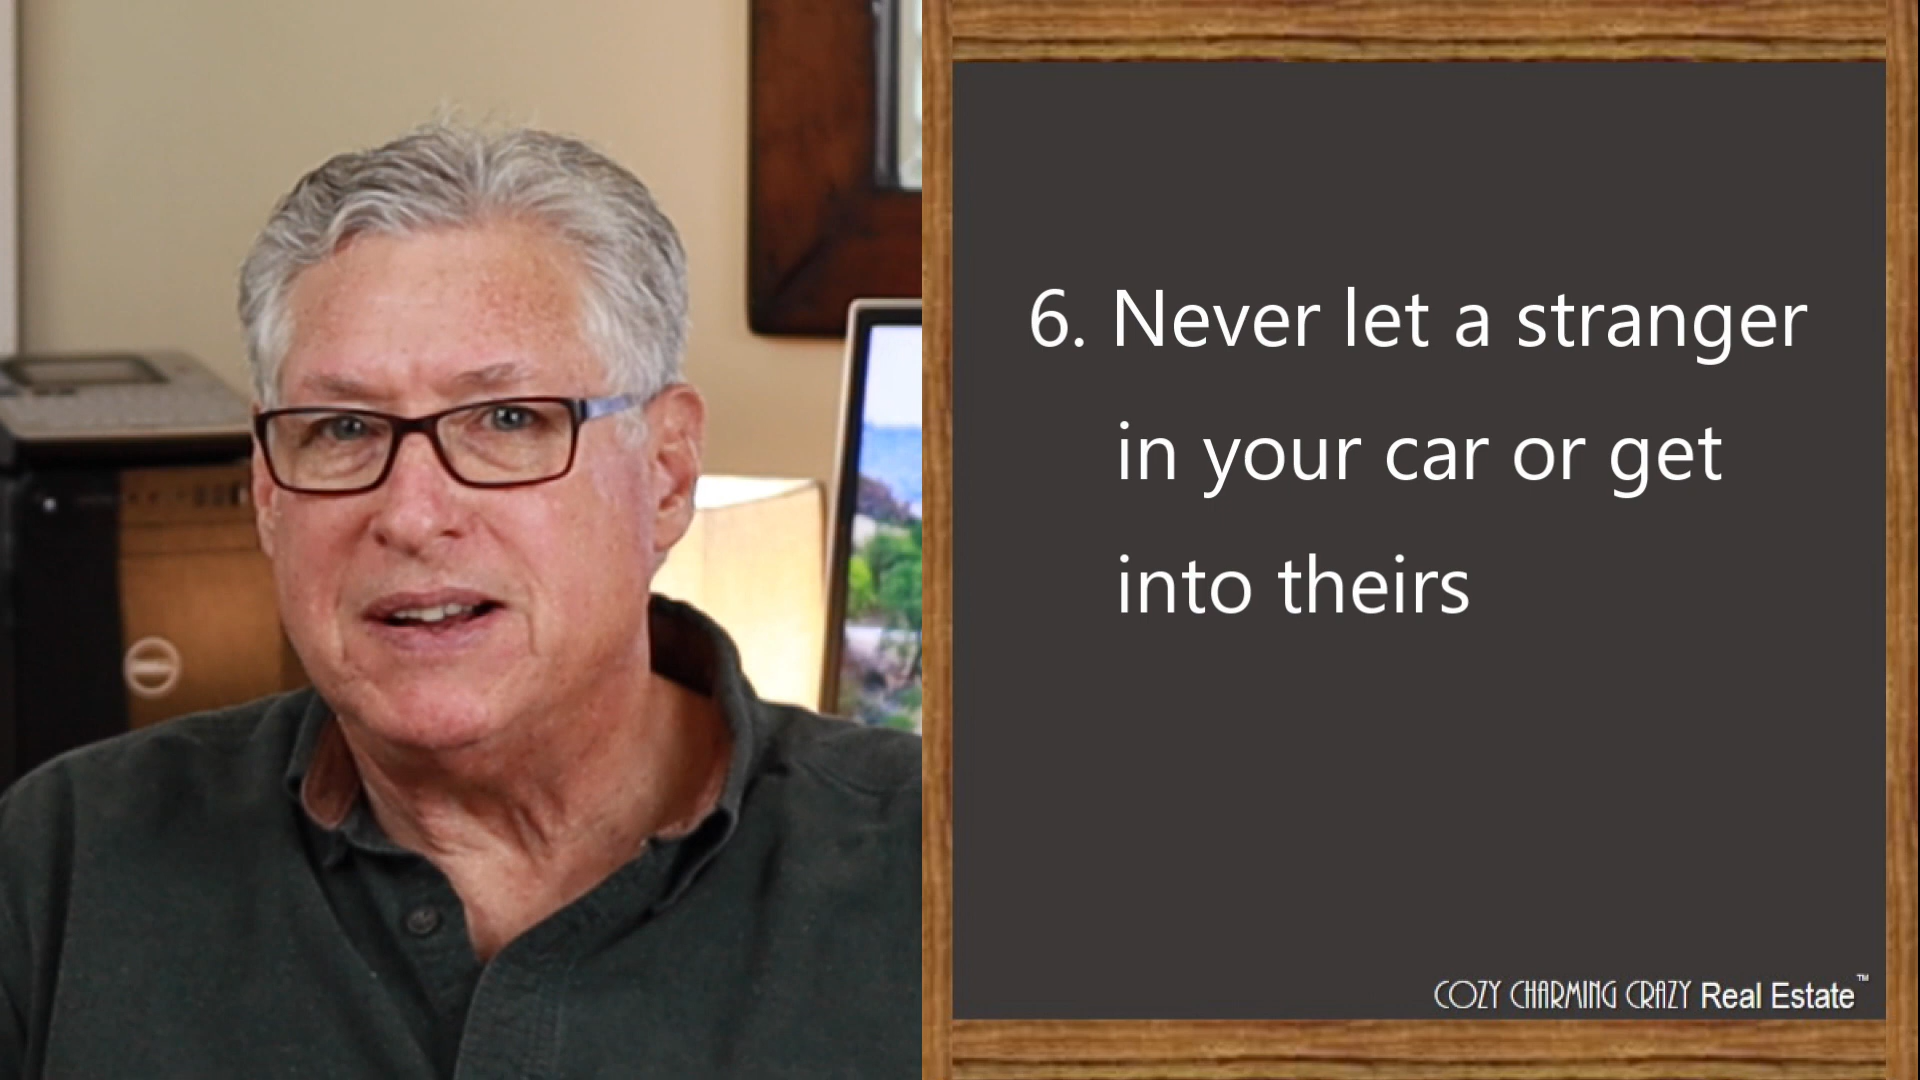 6. Never let a stranger
in your car or get
into theirs
COZY CHARMING CRAZY Real Estate™